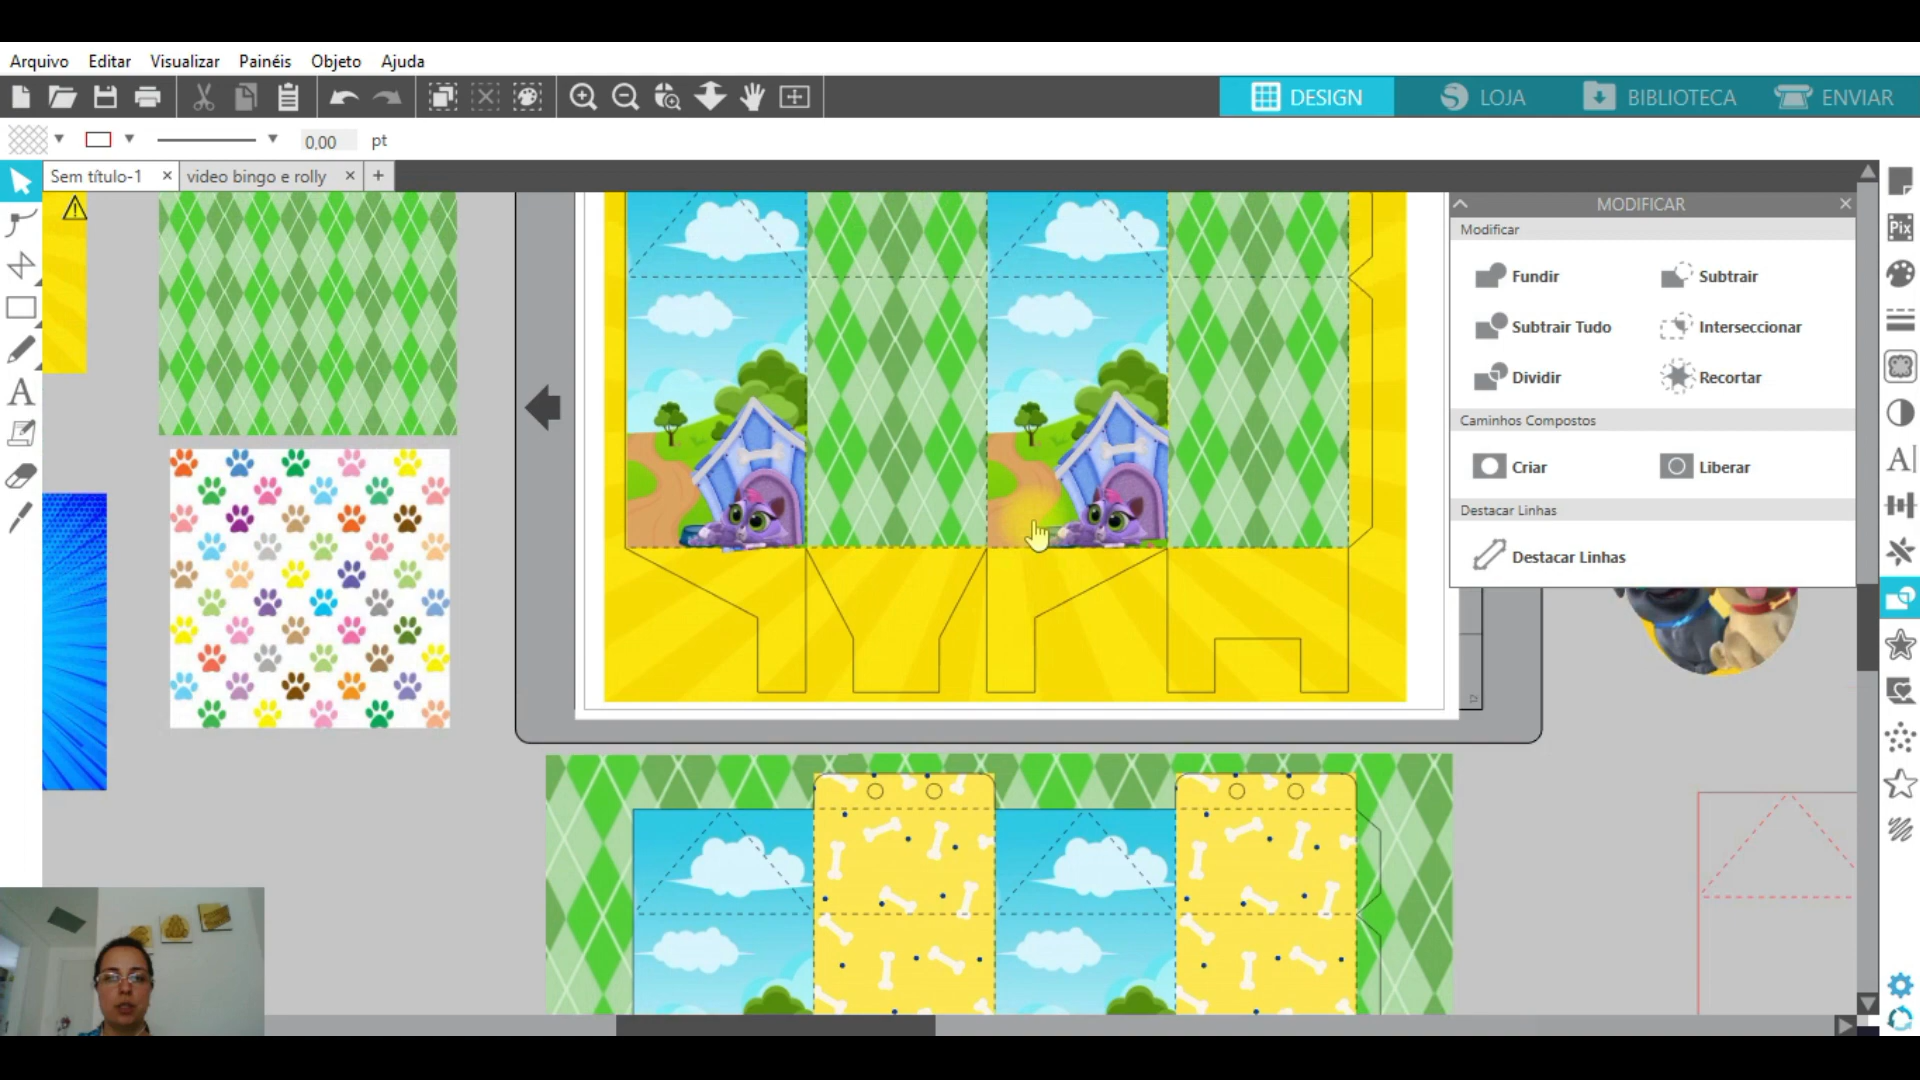 Arquivo Editar Visualizar Painéis Objeto Ajuda
DESIGN LOJA BIBLIOTECA ENVIAR
0,00 pt
Sem título-1 × video bingo e rolly × +
MODIFICAR
Modificar
Fundir Subtrair
Subtrair Tudo Interseccionar
Dividir Recortar
Caminhos Compostos
Criar Liberar
Destacar Linhas
Destacar Linhas
Pix
A
A